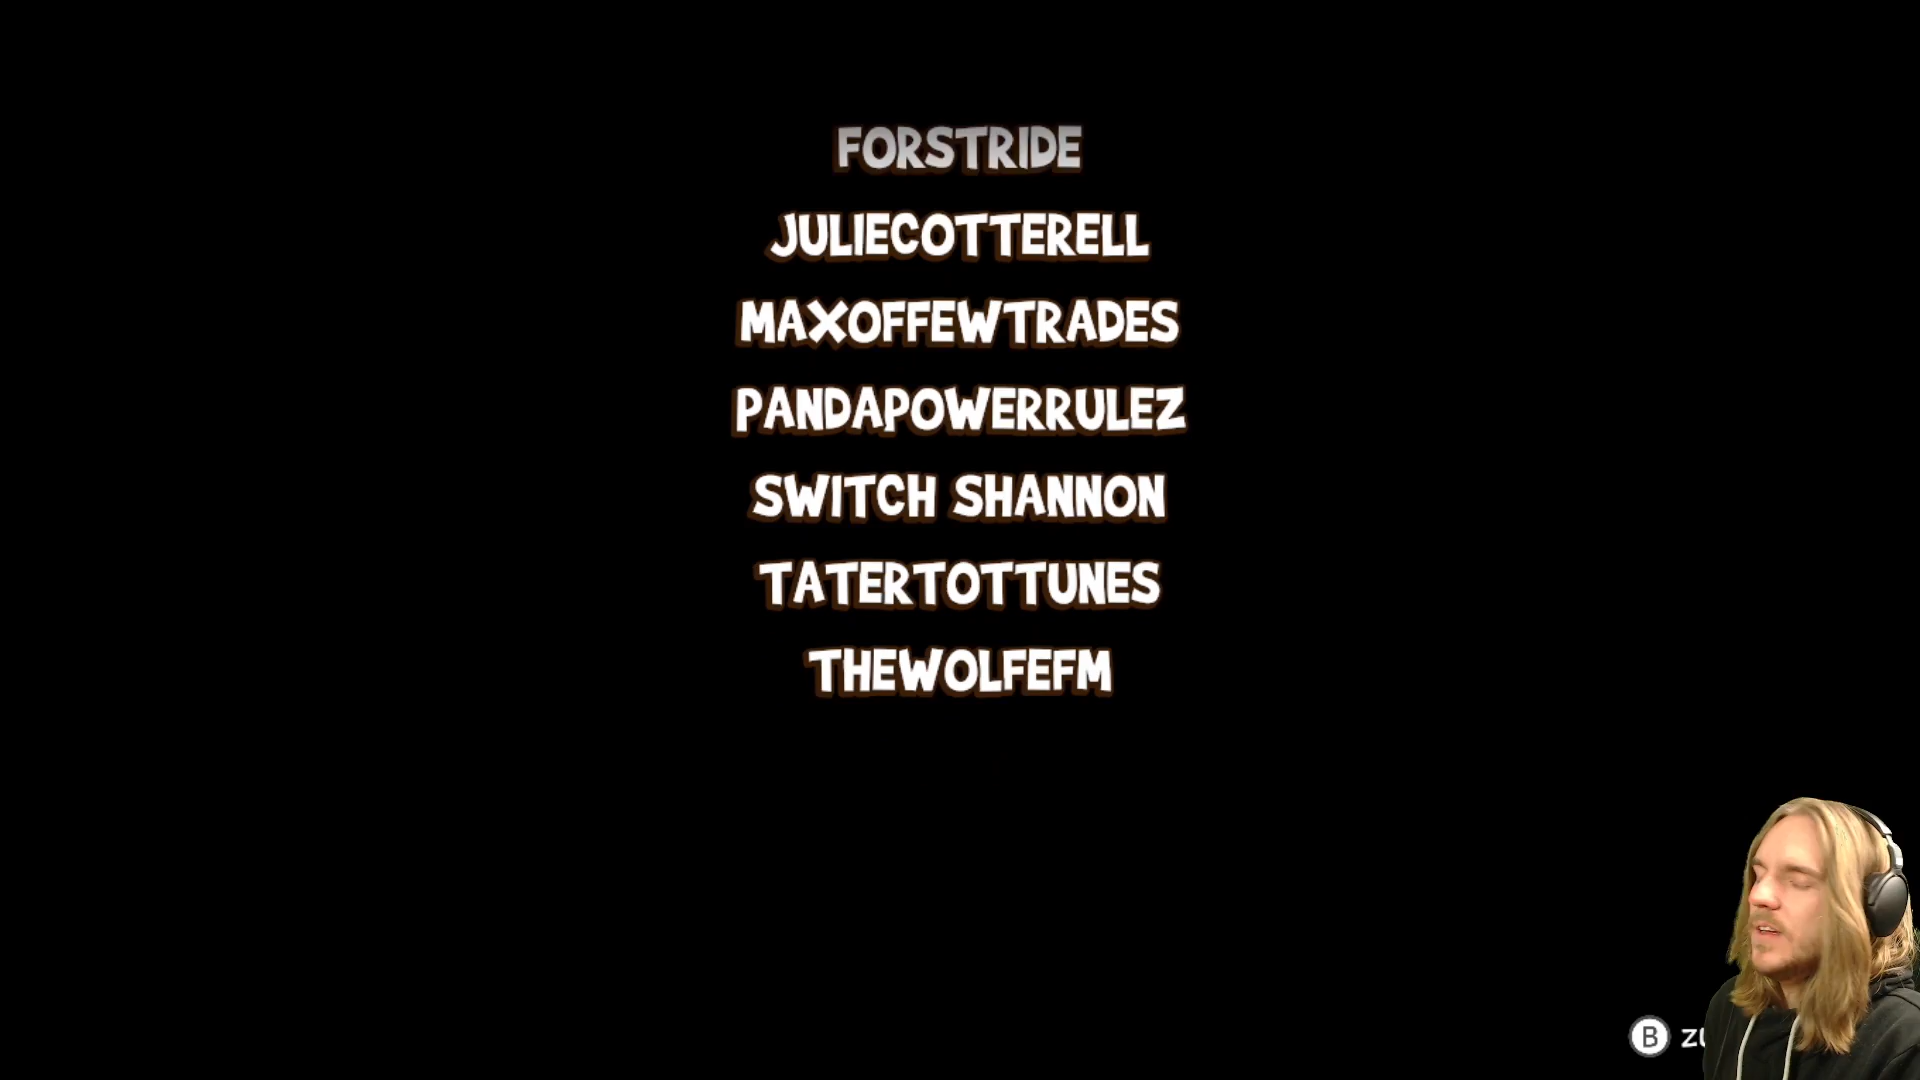 FORSTRIDE
JULIECOTTERELL
MAXOFFEWTRADES
PANDAPOWERRULEZ
SWITCH SHANNON
TATERTOTTUNES
THEWOLFEFM
B